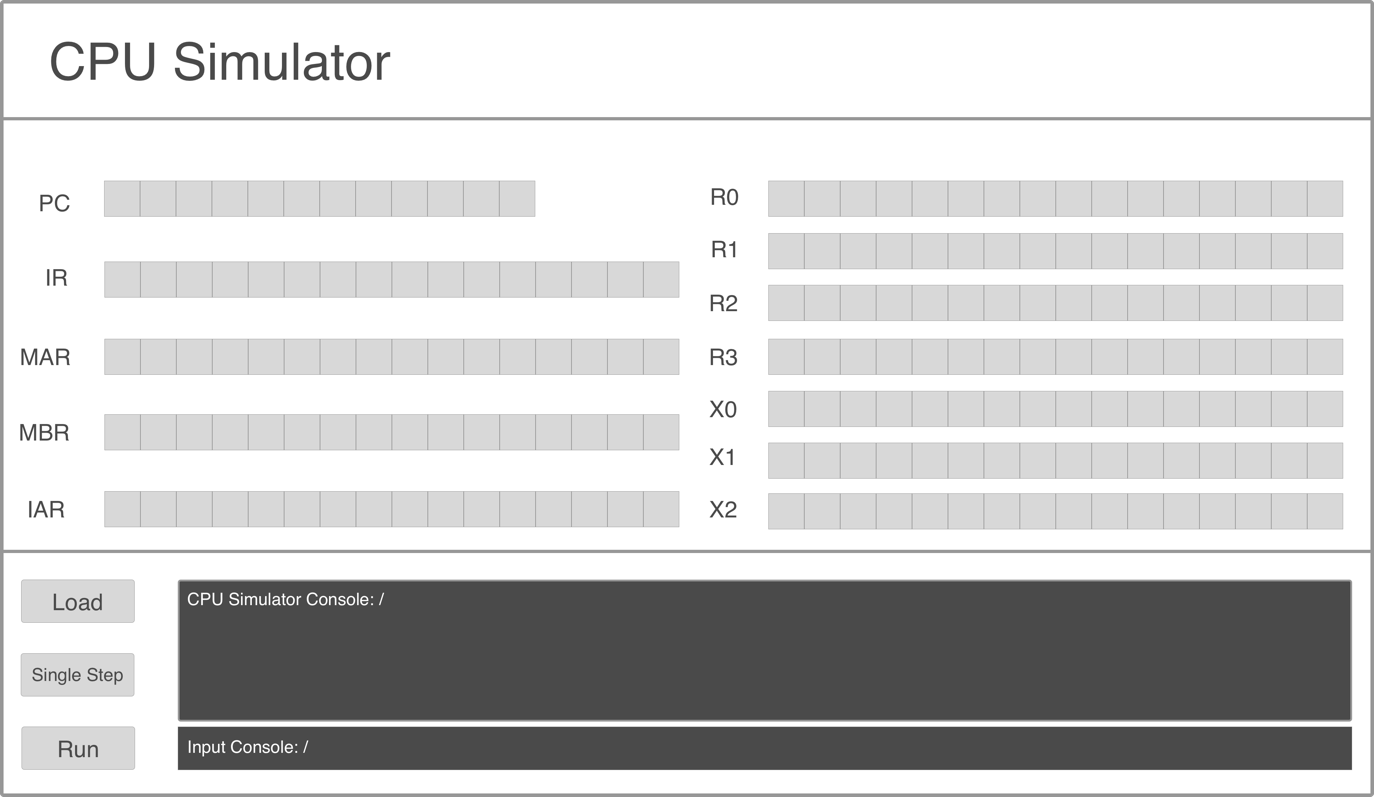 CPU Simulator
PC
IR
MAR
MBR
IAR
R0
R1
R2
R3
X0
X1
X2
Load
Single Step
Run
CPU Simulator Console: /
Input Console: /